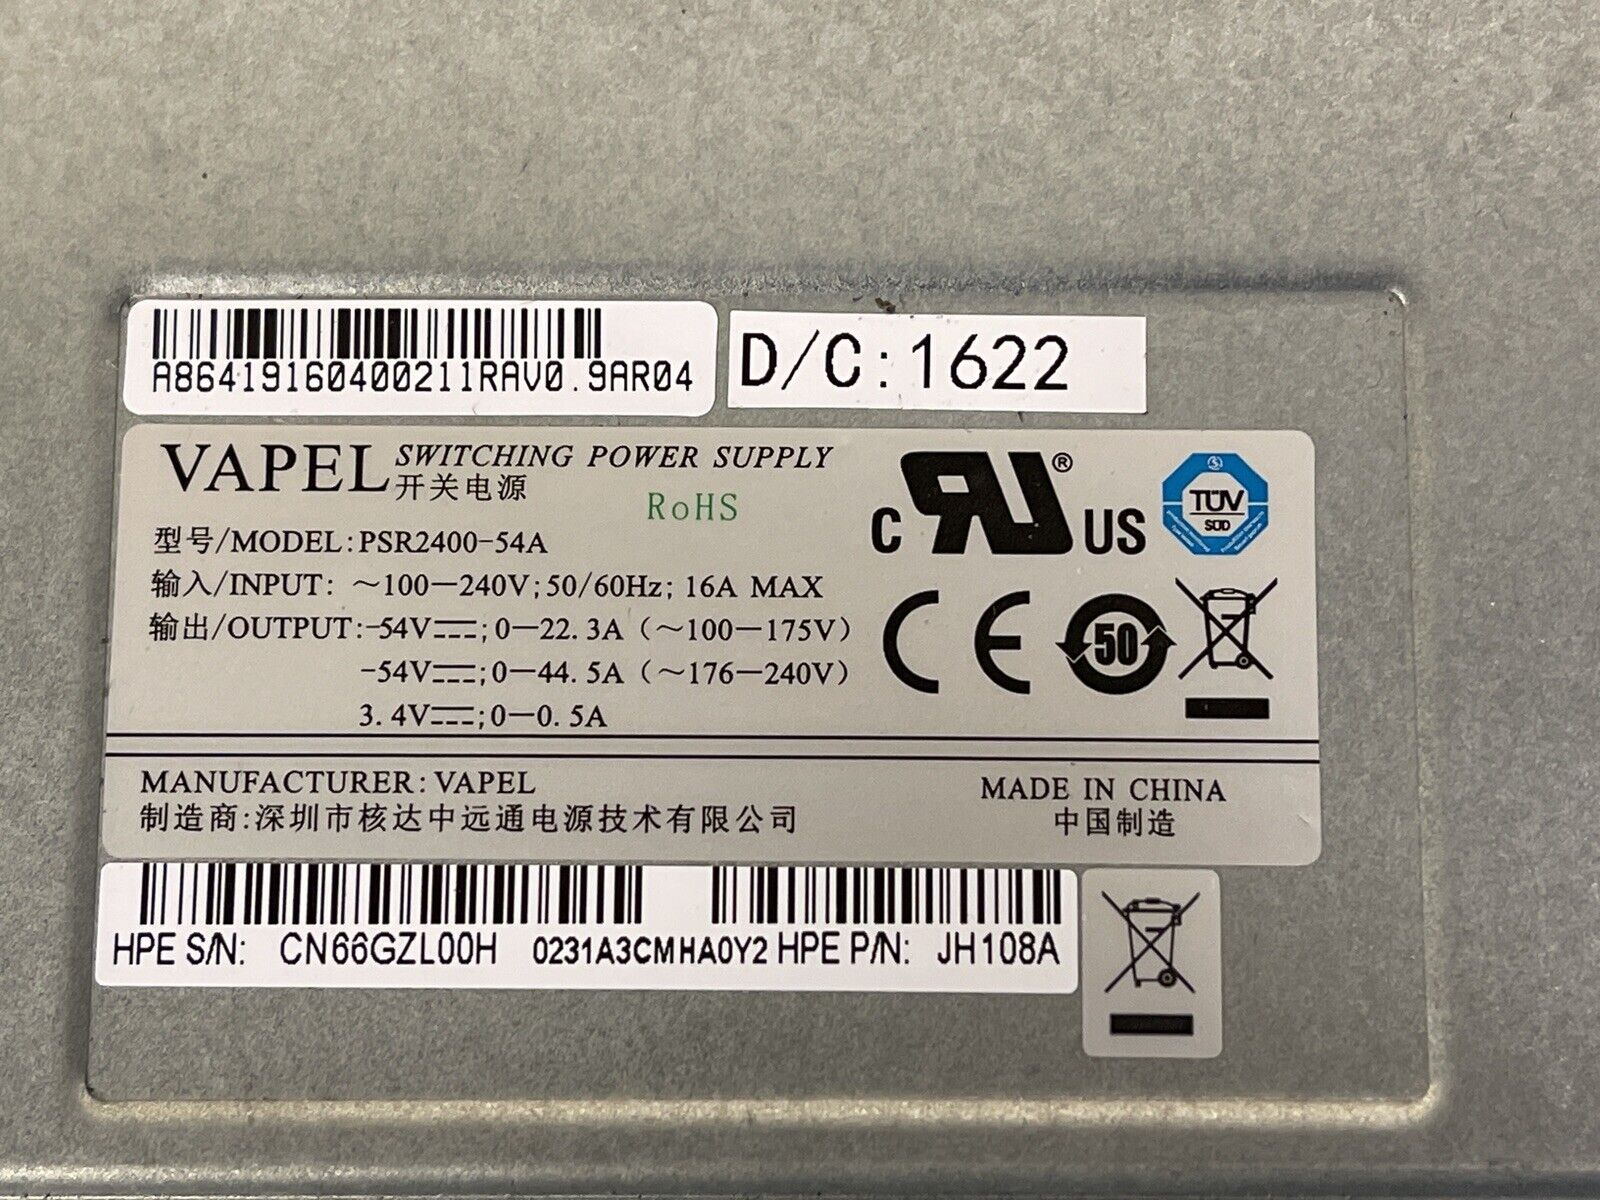 A864191604002​11RAV0.9AR04
D/C:1622
VAPEL SWITCHING POWER SUPPLY
开关电源
RoHS
型号/MODEL:PSR2400-54A
输入/INPUT: ～100—240V;50/60Hz; 16A MAX
输出/OUTPUT:-54V⎓;0—22.3A (～100—175V)
-54V⎓;0—44.5A (～176—240V)
3.4V⎓;0—0.5A
c RU ® US
TÜV
SÜD
CE
50
MANUFACTURER: VAPEL
制造商:深圳市核达中远通电源技术有限公司
MADE IN CHINA
中国制造
HPE S/N: CN66GZL00H 0231A3CMHA0Y2 HPE P/N: JH108A